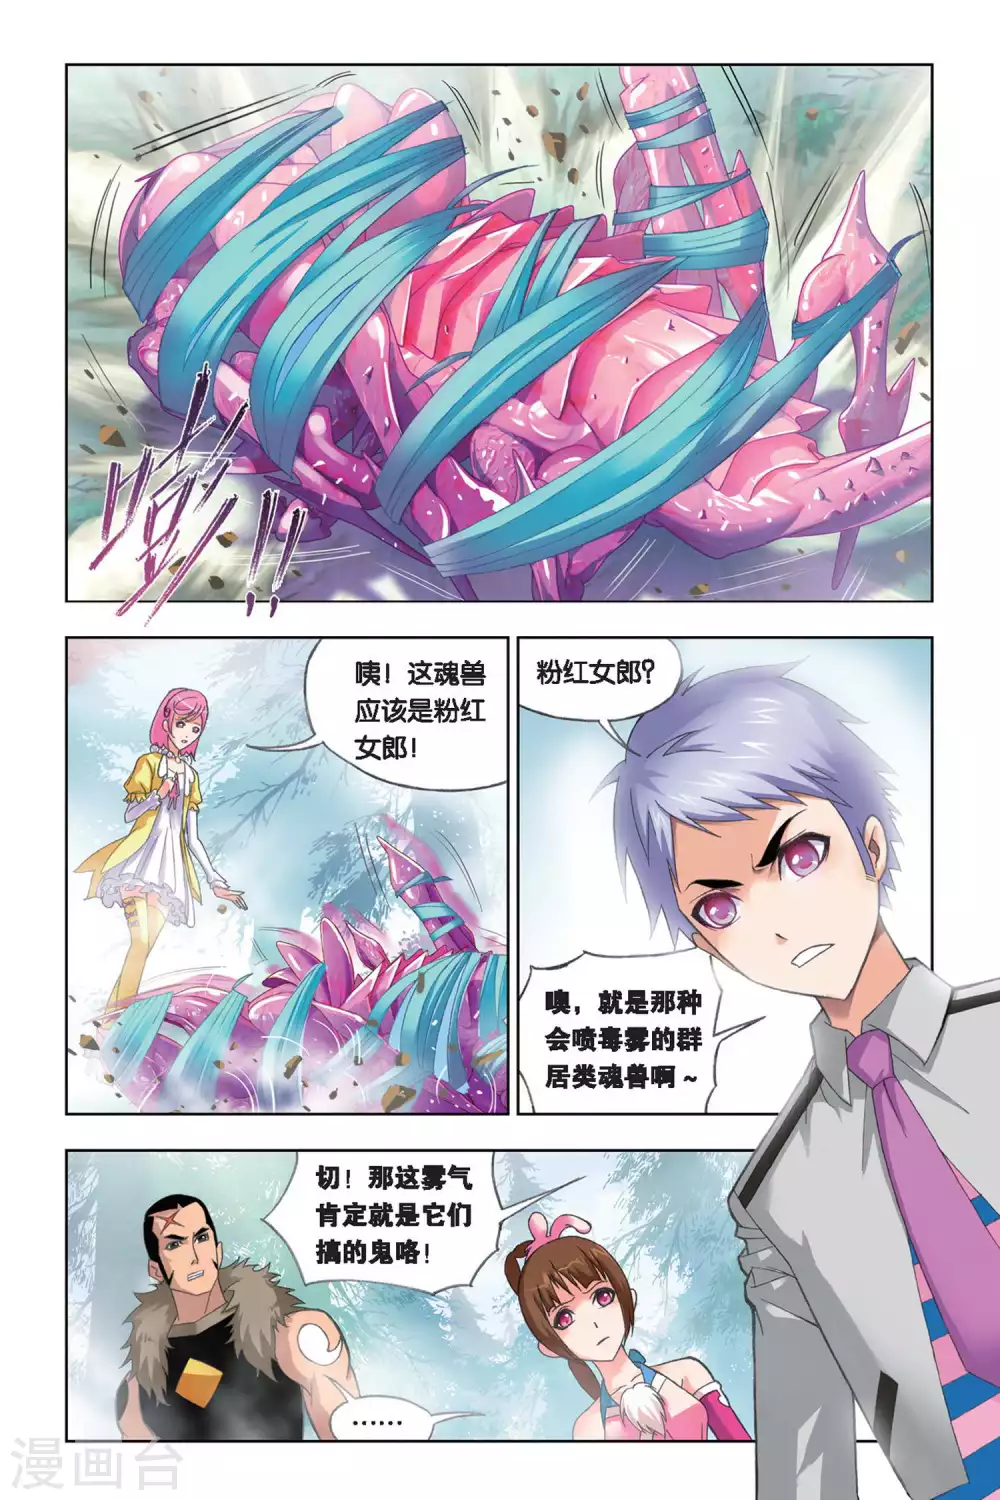 嘭!!
咦！这魂兽
应该是粉红
女郎！
粉红女郎？
噢，就是那种
会喷毒雾的群
居类魂兽啊～
切！那这雾气
肯定就是它们
搞的鬼咯！
……
漫画台